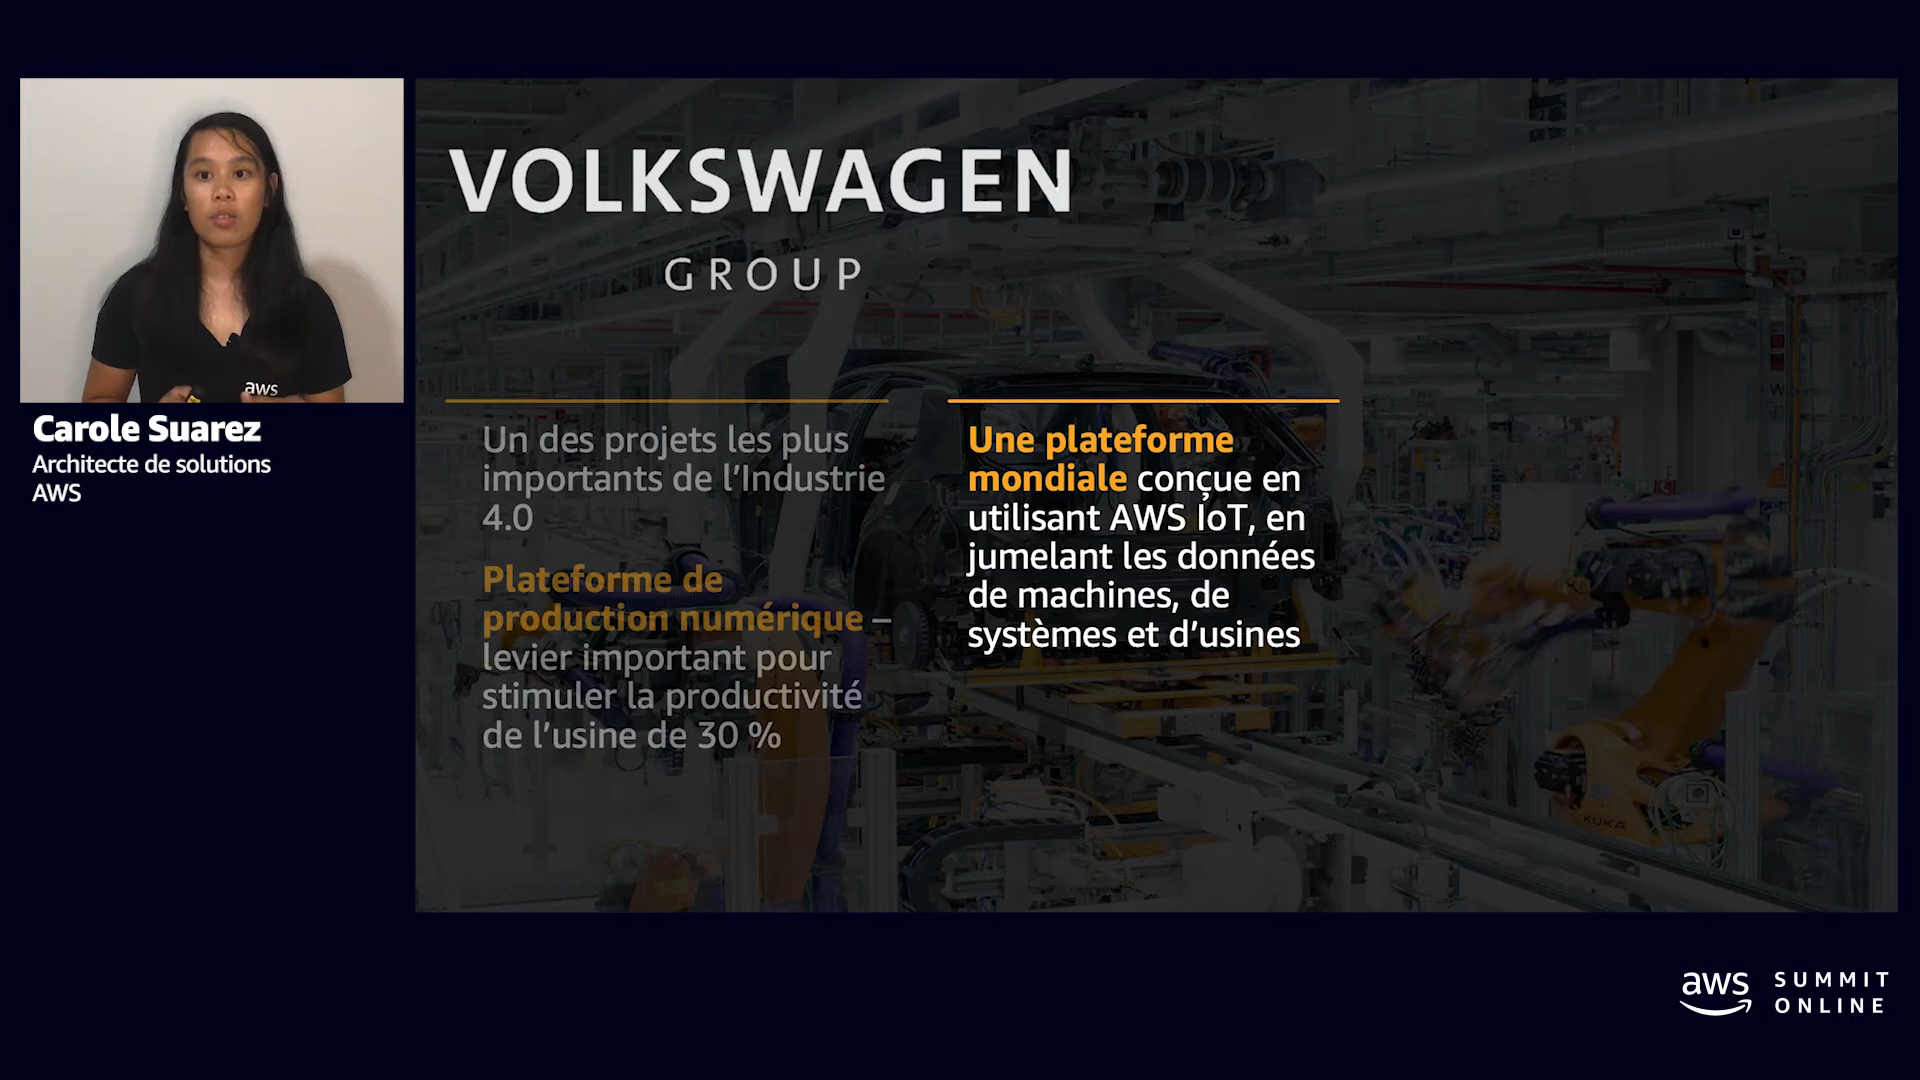 aws
Carole Suarez
Architecte de solutions
AWS
VOLKSWAGEN
GROUP
Un des projets les plus
importants de l’Industrie
4.0
Plateforme de
production numérique –
levier important pour
stimuler la productivité
de l’usine de 30 %
Une plateforme
mondiale conçue en
utilisant AWS IoT, en
jumelant les données
de machines, de
systèmes et d’usines
KUKA
aws SUMMIT
ONLINE